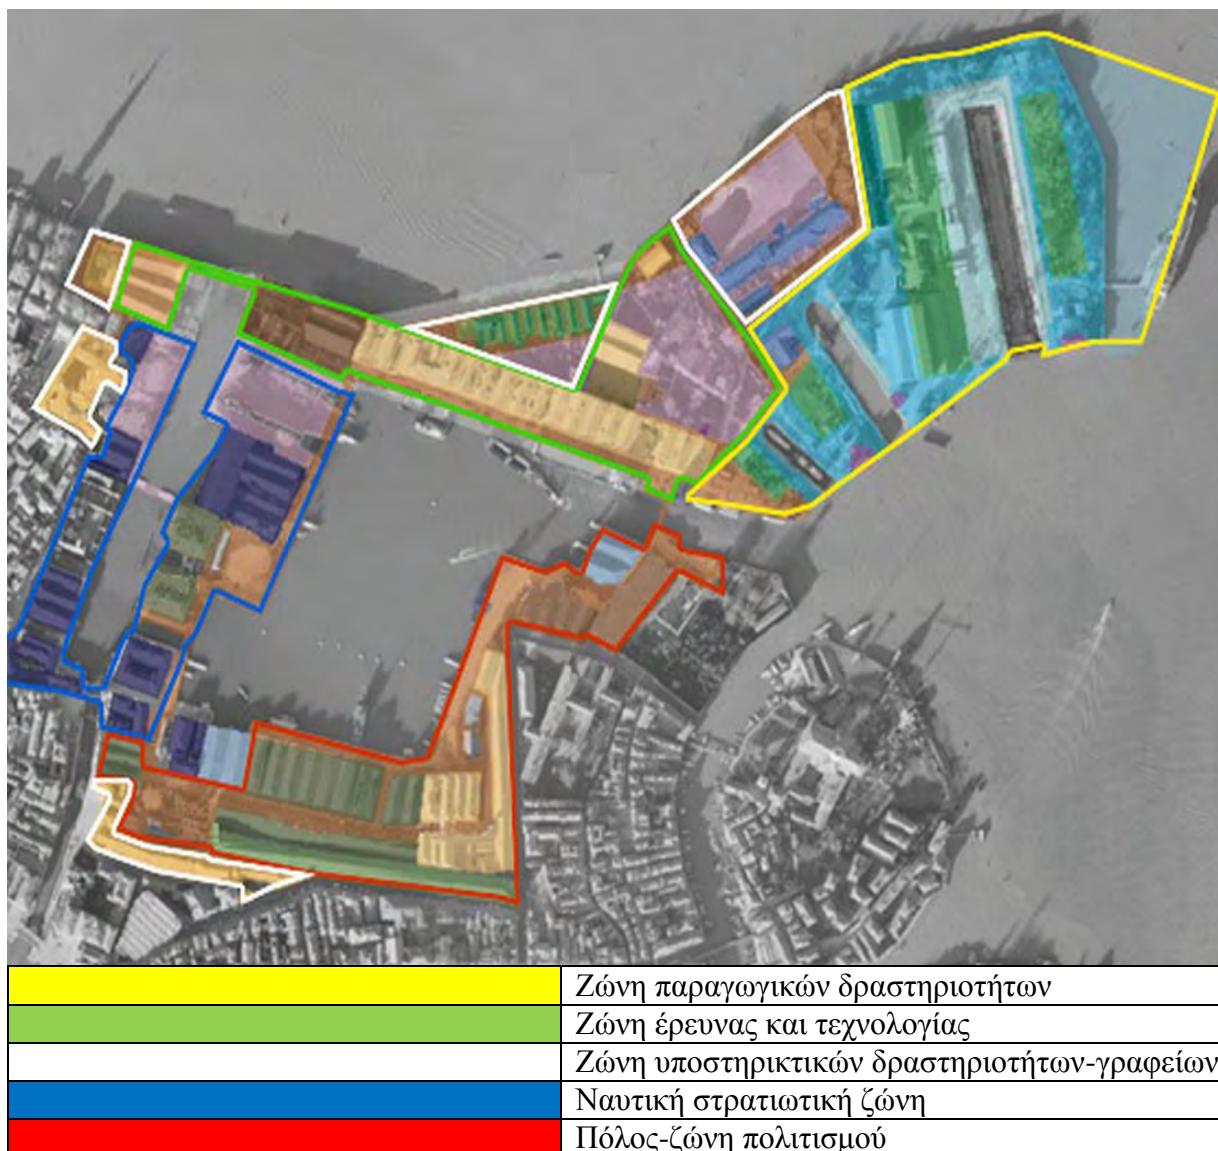 Ζώνη παραγωγικών δραστηριοτήτων
Ζώνη έρευνας και τεχνολογίας
Ζώνη υποστηρικτικών δραστηριοτήτων-γραφείων
Ναυτική στρατιωτική ζώνη
Πόλος-ζώνη πολιτισμού